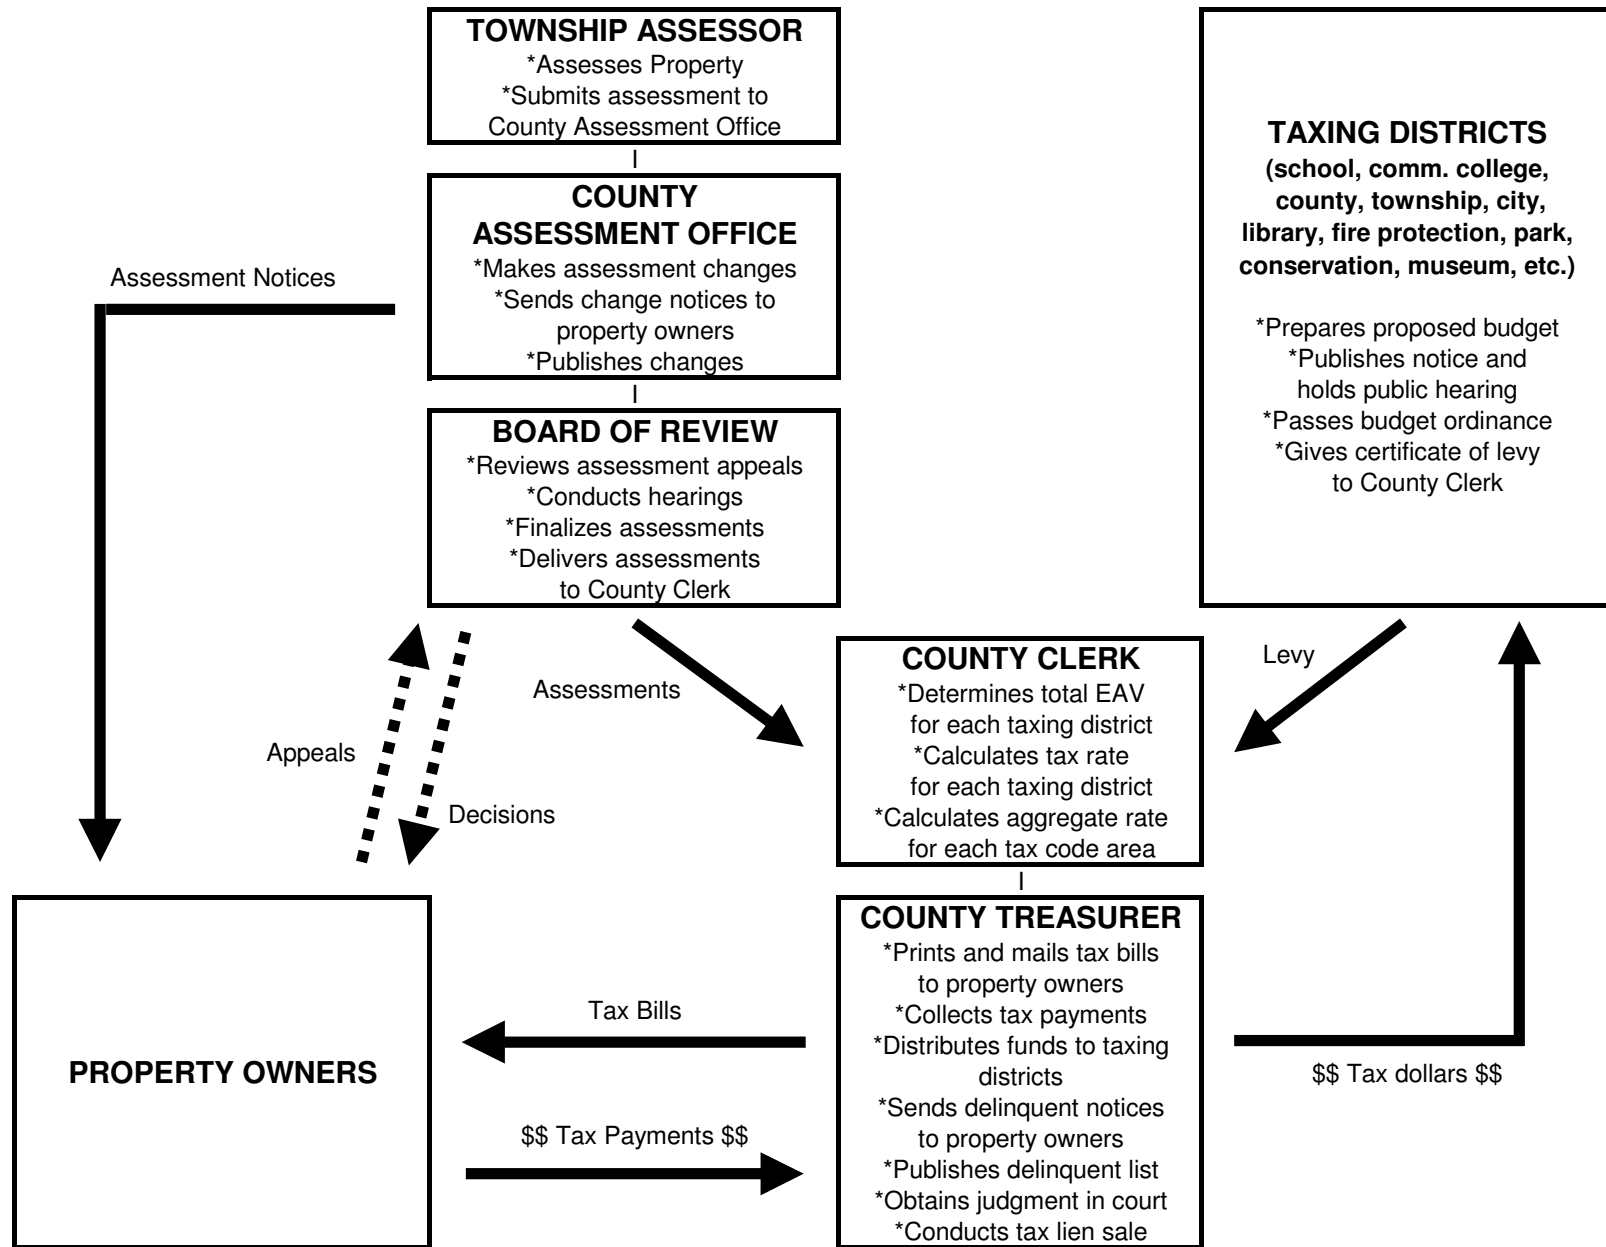 TOWNSHIP ASSESSOR
*Assesses Property
*Submits assessment to
County Assessment Office
COUNTY
ASSESSMENT OFFICE
*Makes assessment changes
*Sends change notices to
property owners
*Publishes changes
BOARD OF REVIEW
*Reviews assessment appeals
*Conducts hearings
*Finalizes assessments
*Delivers assessments
to County Clerk
TAXING DISTRICTS
(school, comm. college,
county, township, city,
library, fire protection, park,
conservation, museum, etc.)
*Prepares proposed budget
*Publishes notice and
holds public hearing
*Passes budget ordinance
*Gives certificate of levy
to County Clerk
Assessment Notices
Appeals
Decisions
Assessments
Levy
COUNTY CLERK
*Determines total EAV
for each taxing district
*Calculates tax rate
for each taxing district
*Calculates aggregate rate
for each tax code area
COUNTY TREASURER
*Prints and mails tax bills
to property owners
*Collects tax payments
*Distributes funds to taxing
districts
*Sends delinquent notices
to property owners
*Publishes delinquent list
*Obtains judgment in court
*Conducts tax lien sale
PROPERTY OWNERS
Tax Bills
$$ Tax Payments $$
$$ Tax dollars $$